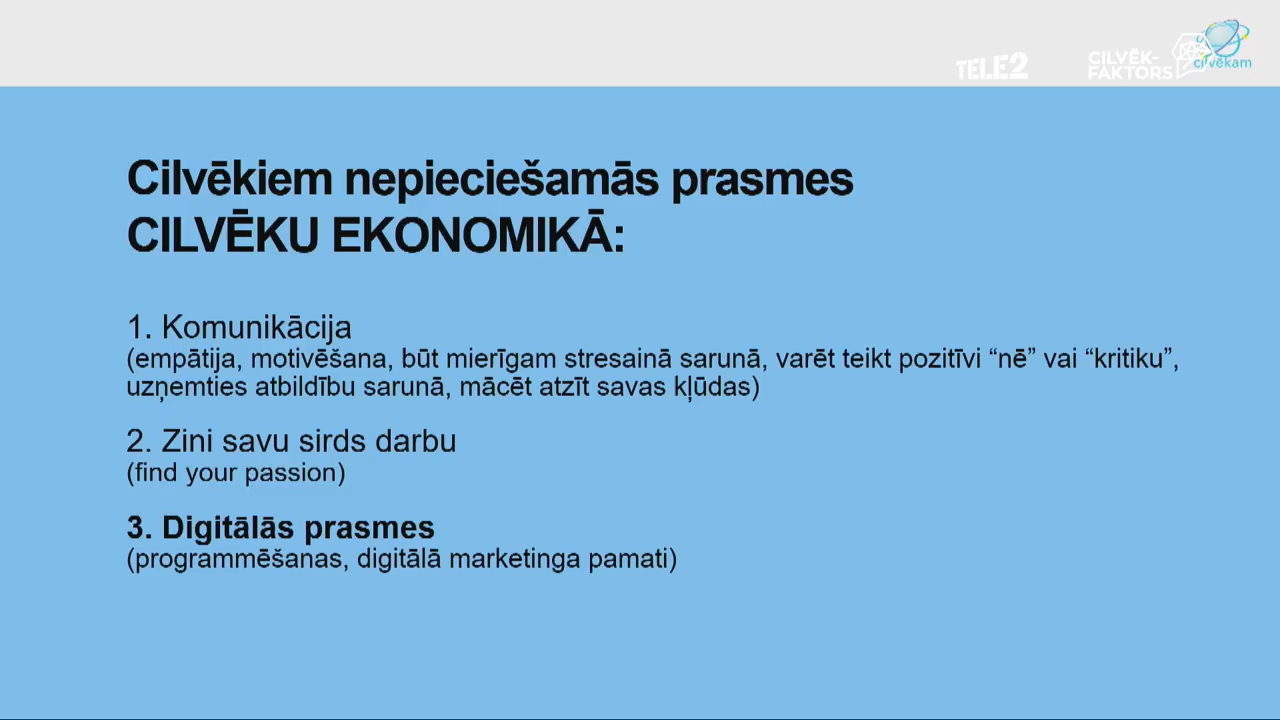 TELE2
CILVĒK-
FAKTORS
cilvēkam
Cilvēkiem nepieciešamās prasmes
CILVĒKU EKONOMIKĀ:
1. Komunikācija
(empātija, motivēšana, būt mierīgam stresainā sarunā, varēt teikt pozitīvi “nē” vai “kritiku”,
uzņemties atbildību sarunā, mācēt atzīt savas kļūdas)
2. Zini savu sirds darbu
(find your passion)
3. Digitālās prasmes
(programmēšanas, digitālā marketinga pamati)